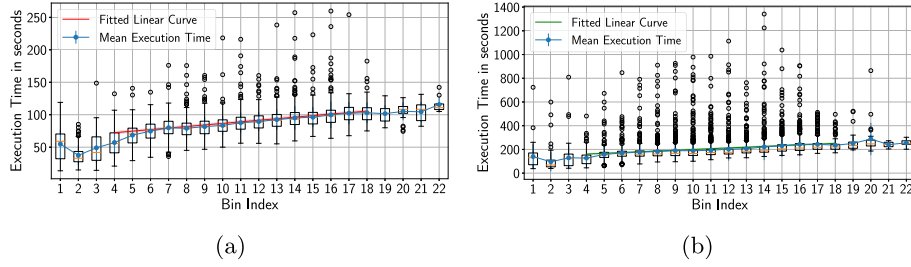 250
200
150
100
50
Execution Time in seconds
Fitted Linear Curve
Mean Execution Time
1 2 3 4 5 6 7 8 9 10 11 12 13 14 15 16 17 18 19 20 21 22
Bin Index
(a)
1400
1200
1000
800
600
400
200
0
Execution Time in seconds
Fitted Linear Curve
Mean Execution Time
1 2 3 4 5 6 7 8 9 10 11 12 13 14 15 16 17 18 19 20 21 22
Bin Index
(b)